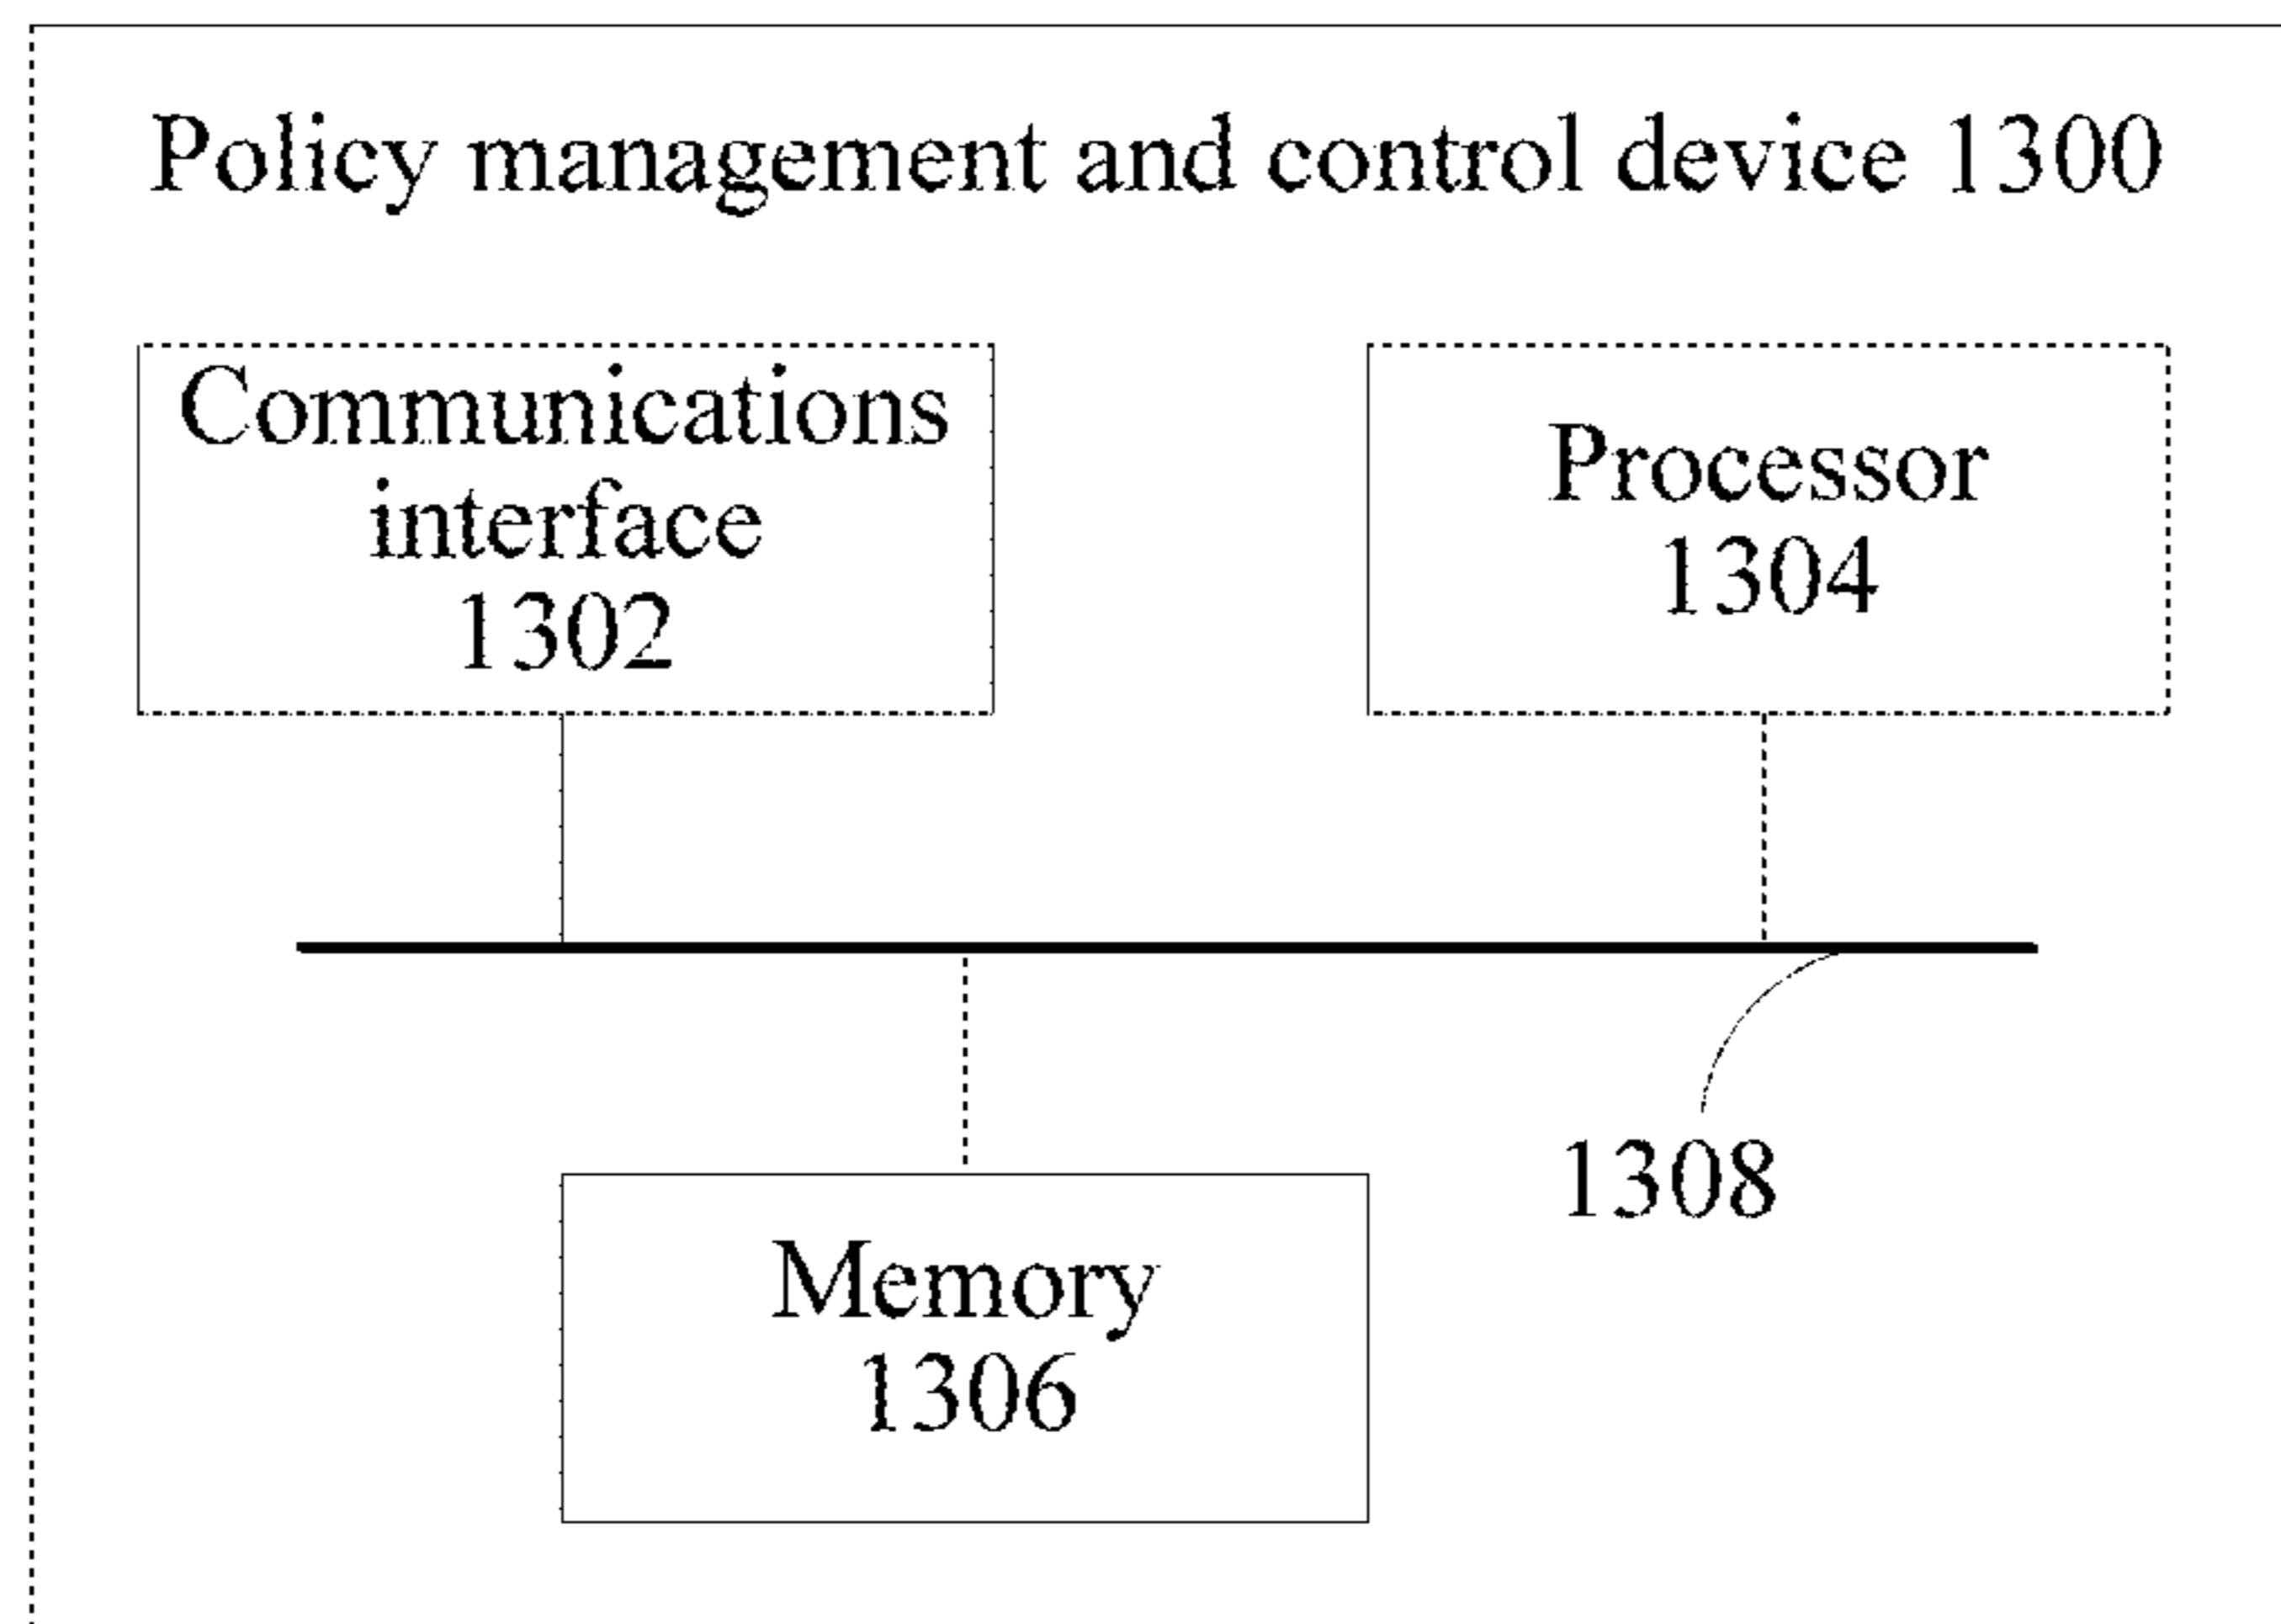 Policy management and control device 1300
Communications
interface
1302
Processor
1304
1308
Memory
1306